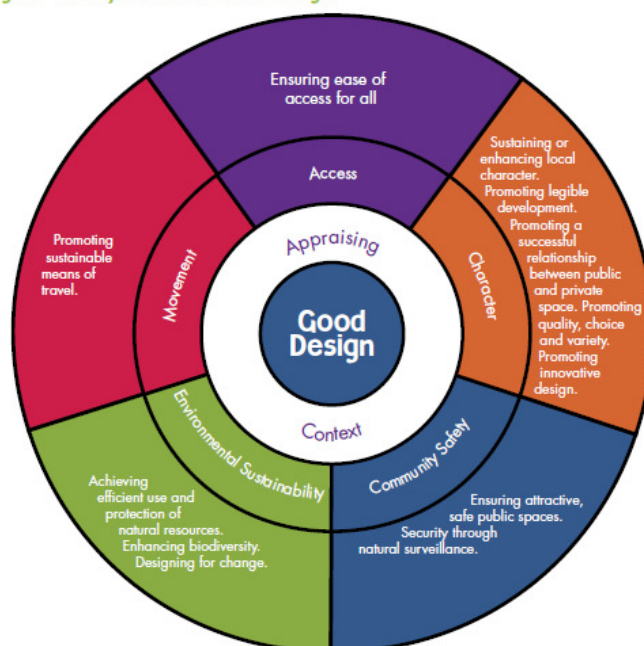 Ensuring ease of
access for all
Access
Sustaining or
enhancing local
character.
Promoting legible
development.
Promoting a
successful
relationship
between public
and private
space. Promoting
quality, choice
and variety.
Promoting
innovative
design.
Character
Promoting
sustainable
means of
travel.
Movement
Appraising
Good
Design
Context
Environmental Sustainability
Achieving
efficient use and
protection of
natural resources.
Enhancing biodiversity.
Designing for change.
Community Safety
Ensuring attractive,
safe public spaces.
Security through
natural surveillance.